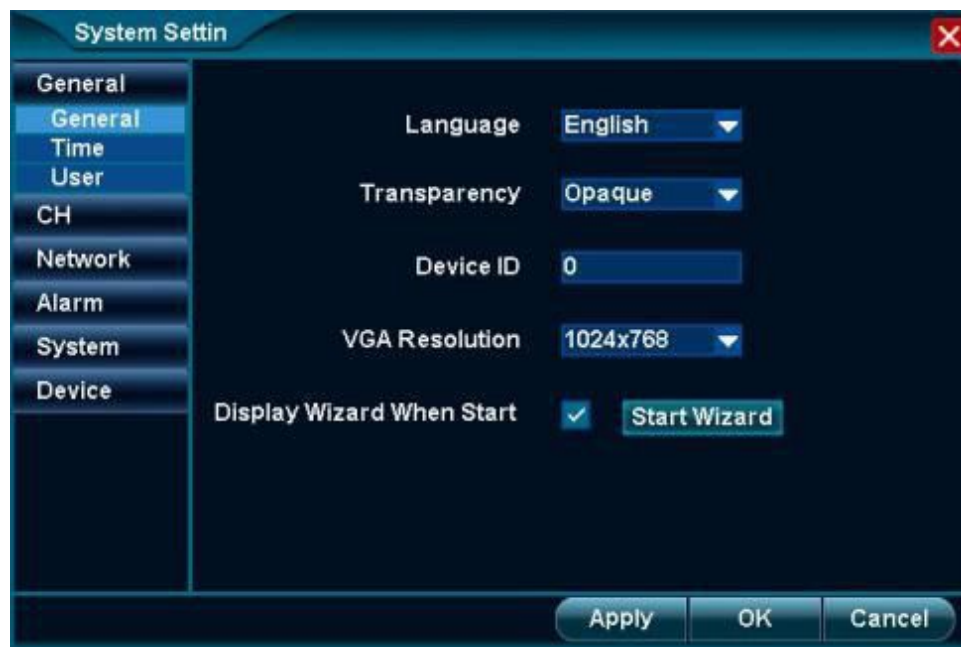 System Settin
General
General
Time
User
CH
Network
Alarm
System
Device
Language English
Transparency Opaque
Device ID 0
VGA Resolution 1024x768
Display Wizard When Start Start Wizard
Apply OK Cancel